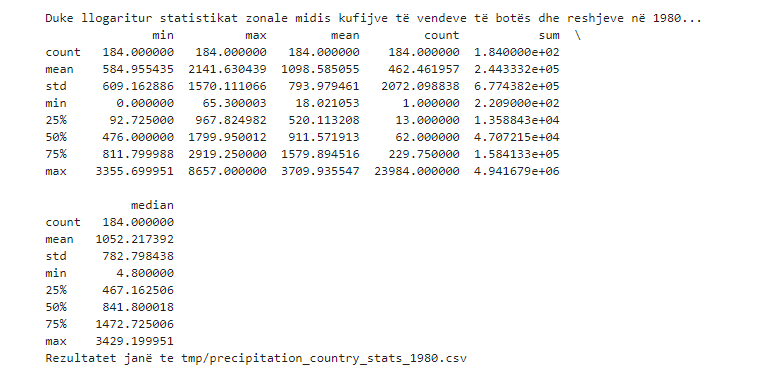 Duke llogaritur statistikat zonale midis kufijve të vendeve të botës dhe reshjeve në 1980...
min max mean count sum \
count 184.000000 184.000000 184.000000 184.000000 1.840000e+02
mean 584.955435 2141.630439 1098.585055 462.461957 2.443332e+05
std 609.162886 1570.111066 793.979461 2072.098838 6.774382e+05
min 0.000000 65.300003 18.021053 1.000000 2.209000e+02
25% 92.725000 967.824982 520.113208 13.000000 1.358843e+04
50% 476.000000 1799.950012 911.571913 62.000000 4.707215e+04
75% 811.799988 2919.250000 1579.894516 229.750000 1.584133e+05
max 3355.699951 8657.000000 3709.935547 23984.000000 4.941679e+06
median
count 184.000000
mean 1052.217392
std 782.798438
min 4.800000
25% 467.162506
50% 841.800018
75% 1472.725006
max 3429.199951
Rezultatet janë te tmp/precipitation_country_stats_1980.csv